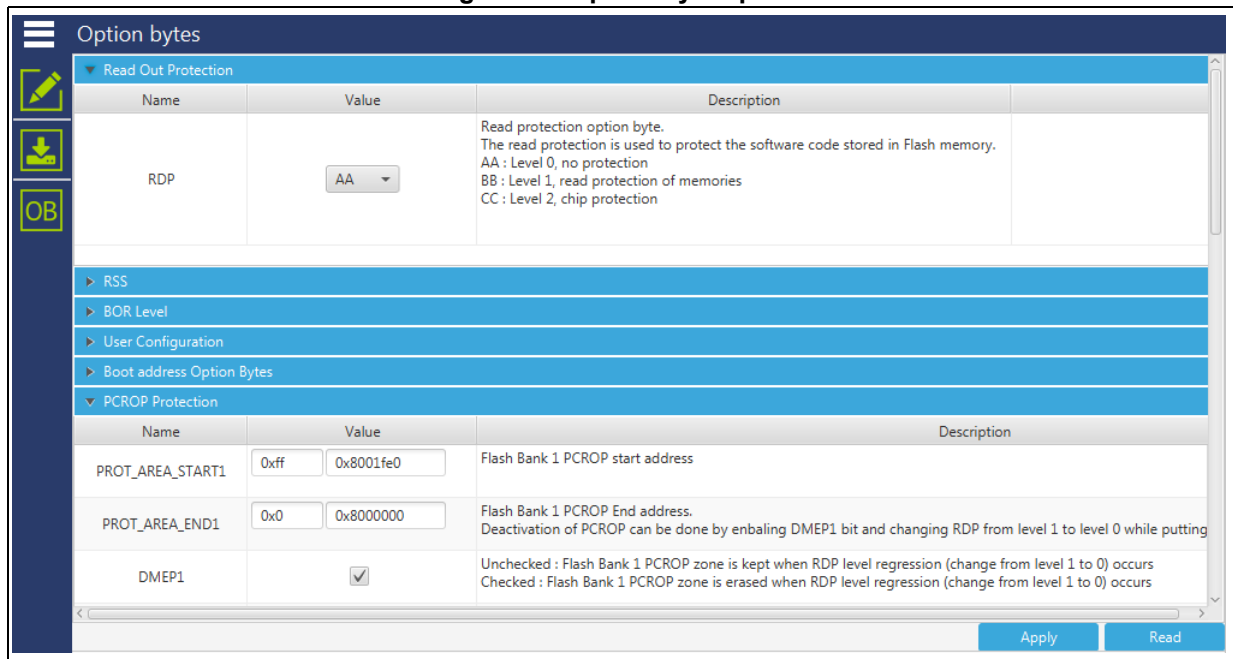 Option bytes
Read Out Protection
Name Value Description
Read protection option byte.
The read protection is used to protect the software code stored in Flash memory.
AA : Level 0, no protection
RDP AA BB : Level 1, read protection of memories
CC : Level 2, chip protection
OB
RSS
BOR Level
User Configuration
Boot address Option Bytes
PCROP Protection
Name Value Description
PROT_AREA_START1 0xff 0x8001fe0 Flash Bank 1 PCROP start address
PROT_AREA_END1 0x0 0x8000000 Flash Bank 1 PCROP End address.
Deactivation of PCROP can be done by enbaling DMEP1 bit and changing RDP from level 1 to level 0 while putting
DMEP1 Unchecked : Flash Bank 1 PCROP zone is kept when RDP level regression (change from level 1 to 0) occurs
Checked : Flash Bank 1 PCROP zone is erased when RDP level regression (change from level 1 to 0) occurs
Apply Read